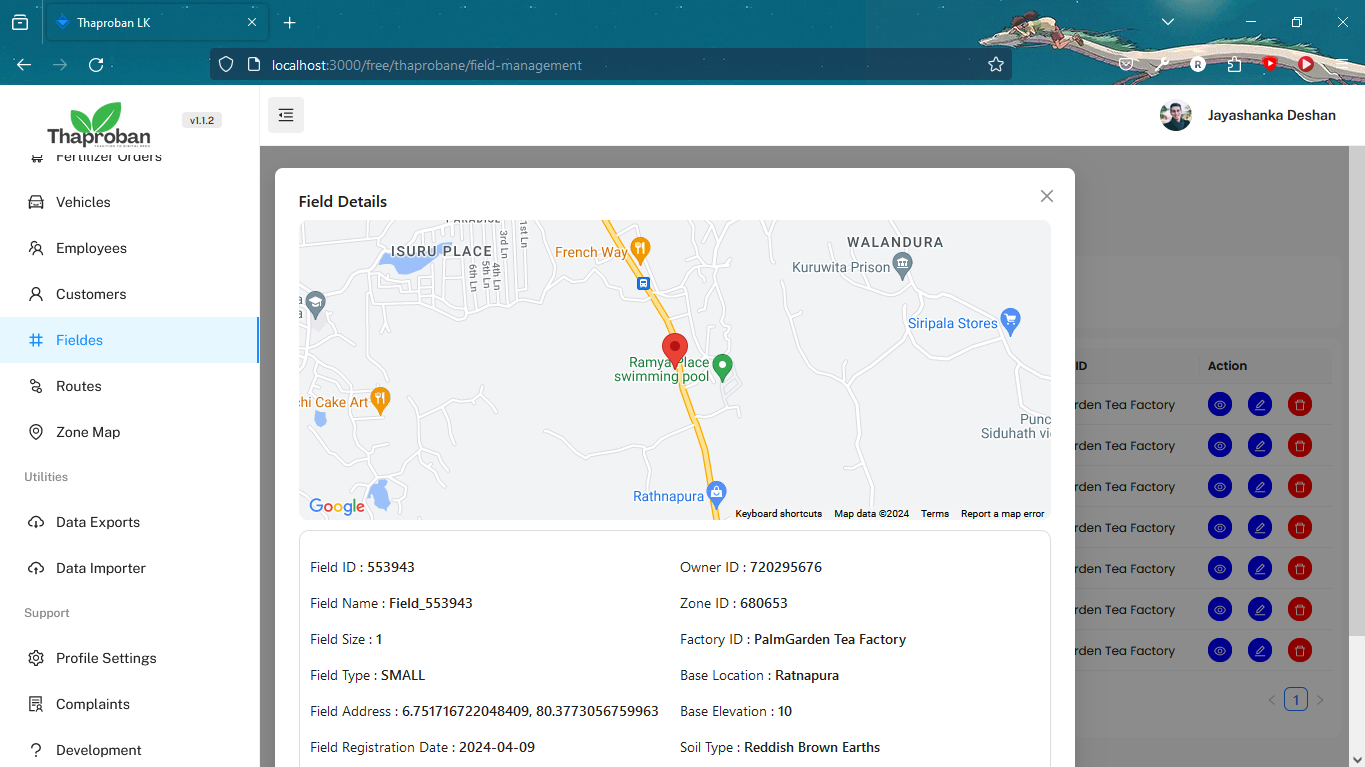 Thaproban LK
localhost:3000/free/thaprobane/field-management
Thaproban
v1.1.2
Jayashanka Deshan
Fertilizer Orders
Vehicles
Employees
Customers
Fieldes
Routes
Zone Map
Utilities
Data Exports
Data Importer
Support
Profile Settings
Complaints
Development
Field Details
PARADISE
ISURU PLACE
1st Ln
3rd Ln
4th Ln
5th Ln
6th Ln
French Way
WALANDURA
Kuruwita Prison
Siripala Stores
Ramya Place
swimming pool
hi Cake Art
Punc
Siduhath vi
Rathnapura
Google
Keyboard shortcuts
Map data ©2024
Terms
Report a map error
Field ID : 553943
Owner ID : 720295676
Field Name : Field_553943
Zone ID : 680653
Field Size : 1
Factory ID : PalmGarden Tea Factory
Field Type : SMALL
Base Location : Ratnapura
Field Address : 6.751716722048409, 80.3773056759963
Base Elevation : 10
Field Registration Date : 2024-04-09
Soil Type : Reddish Brown Earths
ID
Action
rden Tea Factory
rden Tea Factory
rden Tea Factory
rden Tea Factory
rden Tea Factory
rden Tea Factory
rden Tea Factory
1